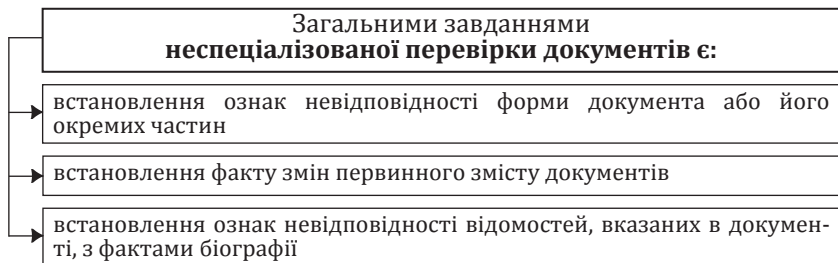 Загальними завданнями
неспеціалізованої перевірки документів є:
встановлення ознак невідповідності форми документа або його
окремих частин
встановлення факту змін первинного змісту документів
встановлення ознак невідповідності відомостей, вказаних в докумен-
ті, з фактами біографії